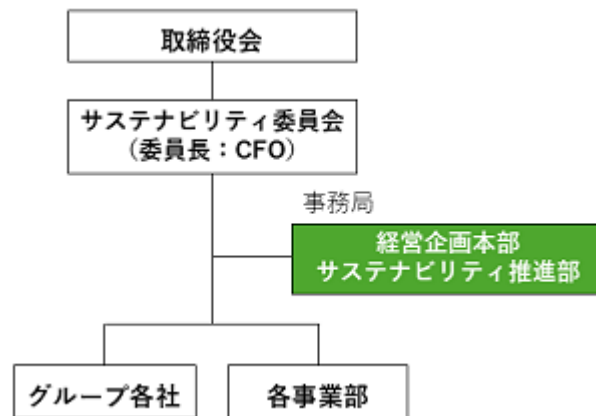 取締役会
サステナビリティ委員会
（委員長：CFO）
事務局
経営企画本部
サステナビリティ推進部
グループ各社
各事業部